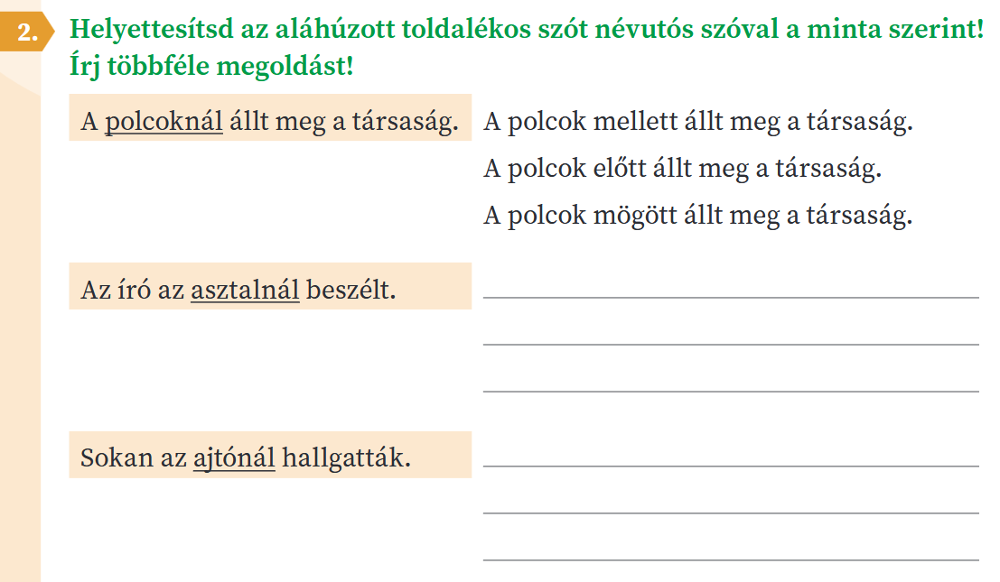 2. Helyettesítsd az aláhúzott toldalékos szót névutós szóval a minta szerint!
Írj többféle megoldást!
A polcoknál állt meg a társaság. A polcok mellett állt meg a társaság.
A polcok előtt állt meg a társaság.
A polcok mögött állt meg a társaság.
Az író az asztalnál beszélt.
Sokan az ajtónál hallgatták.